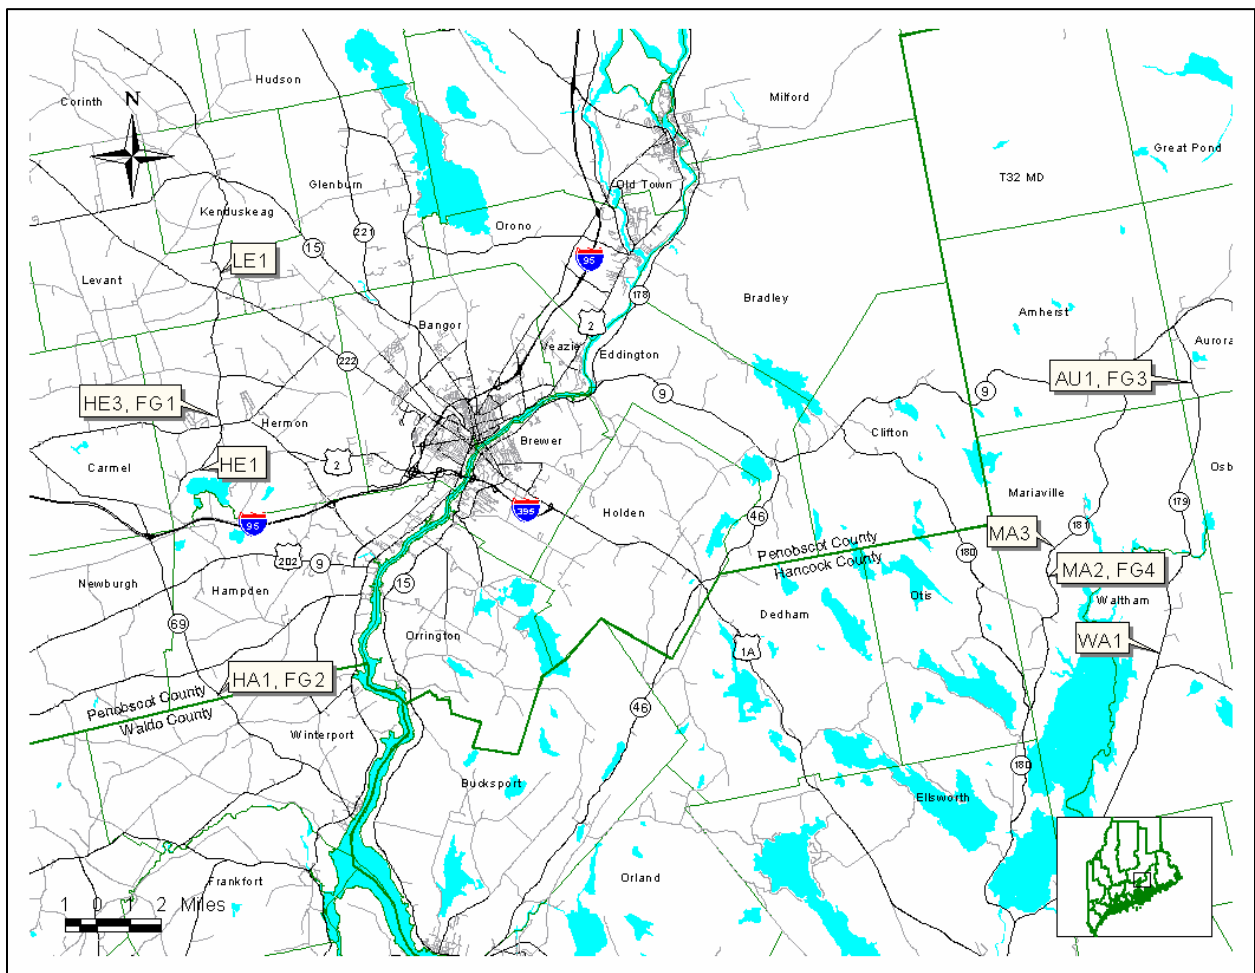 Hudson
Corinth
N
Milford
Great Pond
T32 MD
Glenburn
Old Town
Kenduskeag
221
Orono
15
LE1
95
Levant
178
Bradley
Amherst
Bangor
2
Veazie
Eddington
Aurora
222
AU1, FG3
9
9
HE3, FG1
Hermon
Brewer
Clifton
HE1
2
Carmel
Osb
Mariaville
179
395
Holden
46
181
95
MA3
Penobscot County
Hancock County
180
202
9
15
MA2, FG4
Newburgh
Hampden
Otis
Waltham
Dedham
69
Orrington
1A
WA1
HA1, FG2
Penobscot County
Waldo County
46
Winterport
180
Bucksport
Ellsworth
Frankfort
Orland
1 0 1 2 Miles